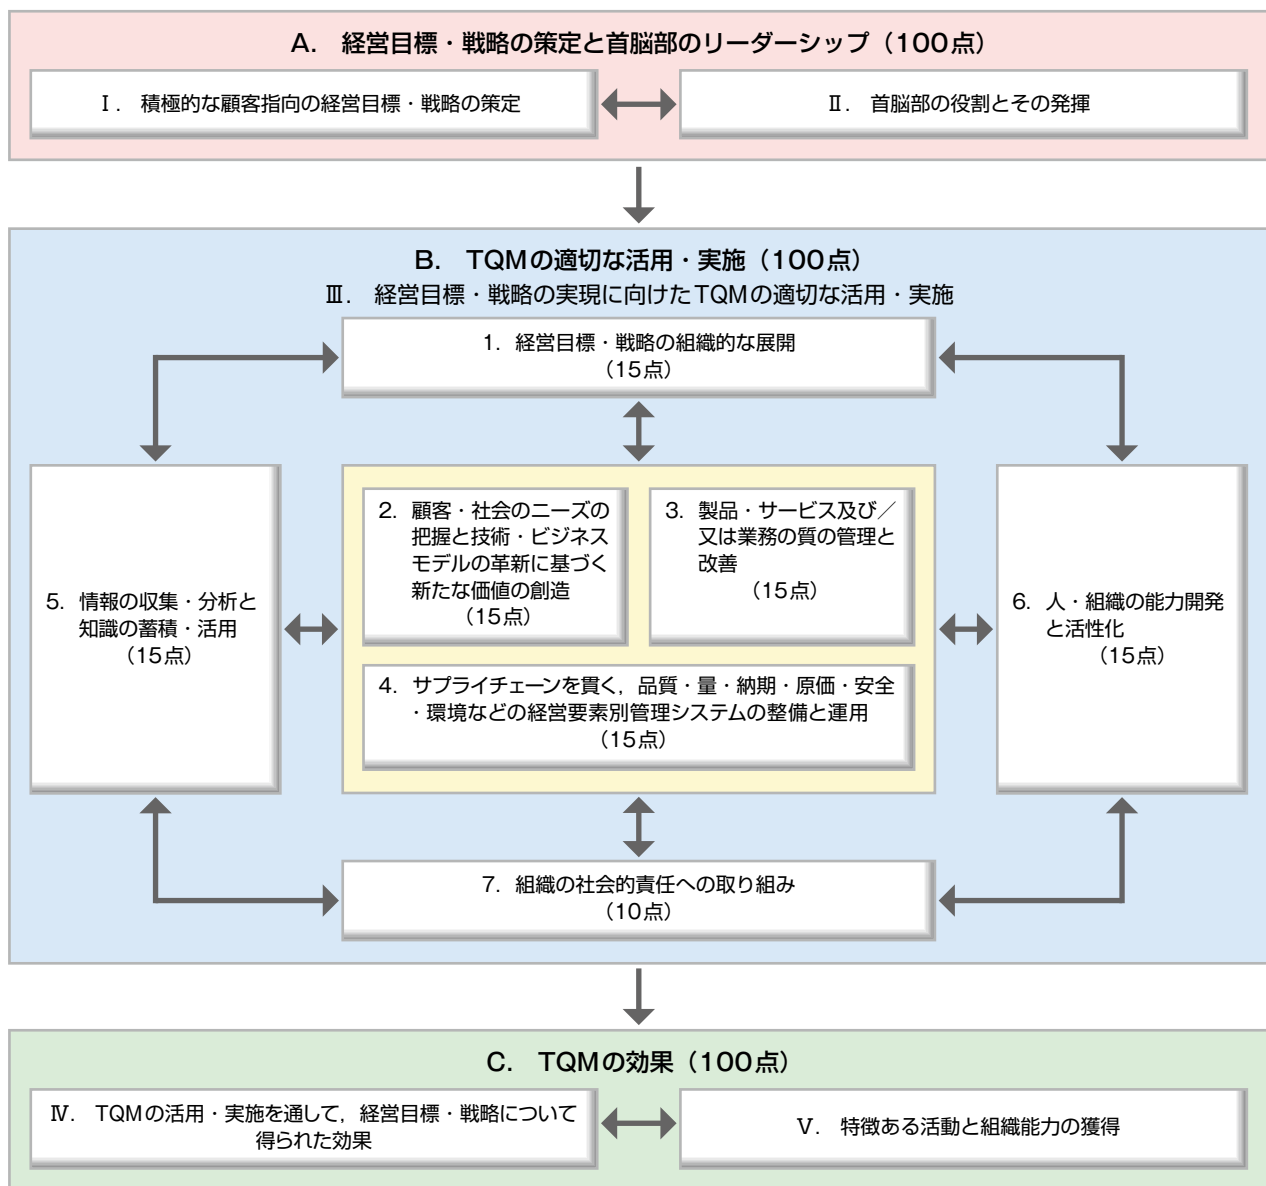 A. 経営目標・戦略の策定と首脳部のリーダーシップ（100点）
Ⅰ. 積極的な顧客指向の経営目標・戦略の策定
Ⅱ. 首脳部の役割とその発揮
B. TQMの適切な活用・実施（100点）
Ⅲ. 経営目標・戦略の実現に向けたTQMの適切な活用・実施
1. 経営目標・戦略の組織的な展開
（15点）
2. 顧客・社会のニーズの
把握と技術・ビジネス
モデルの革新に基づく
新たな価値の創造
（15点）
3. 製品・サービス及び／
又は業務の質の管理と
改善
（15点）
4. サプライチェーンを貫く，品質・量・納期・原価・安全
・環境などの経営要素別管理システムの整備と運用
（15点）
5. 情報の収集・分析と
知識の蓄積・活用
（15点）
6. 人・組織の能力開発
と活性化
（15点）
7. 組織の社会的責任への取り組み
（10点）
C. TQMの効果（100点）
Ⅳ. TQMの活用・実施を通して，経営目標・戦略について
得られた効果
Ⅴ. 特徴ある活動と組織能力の獲得